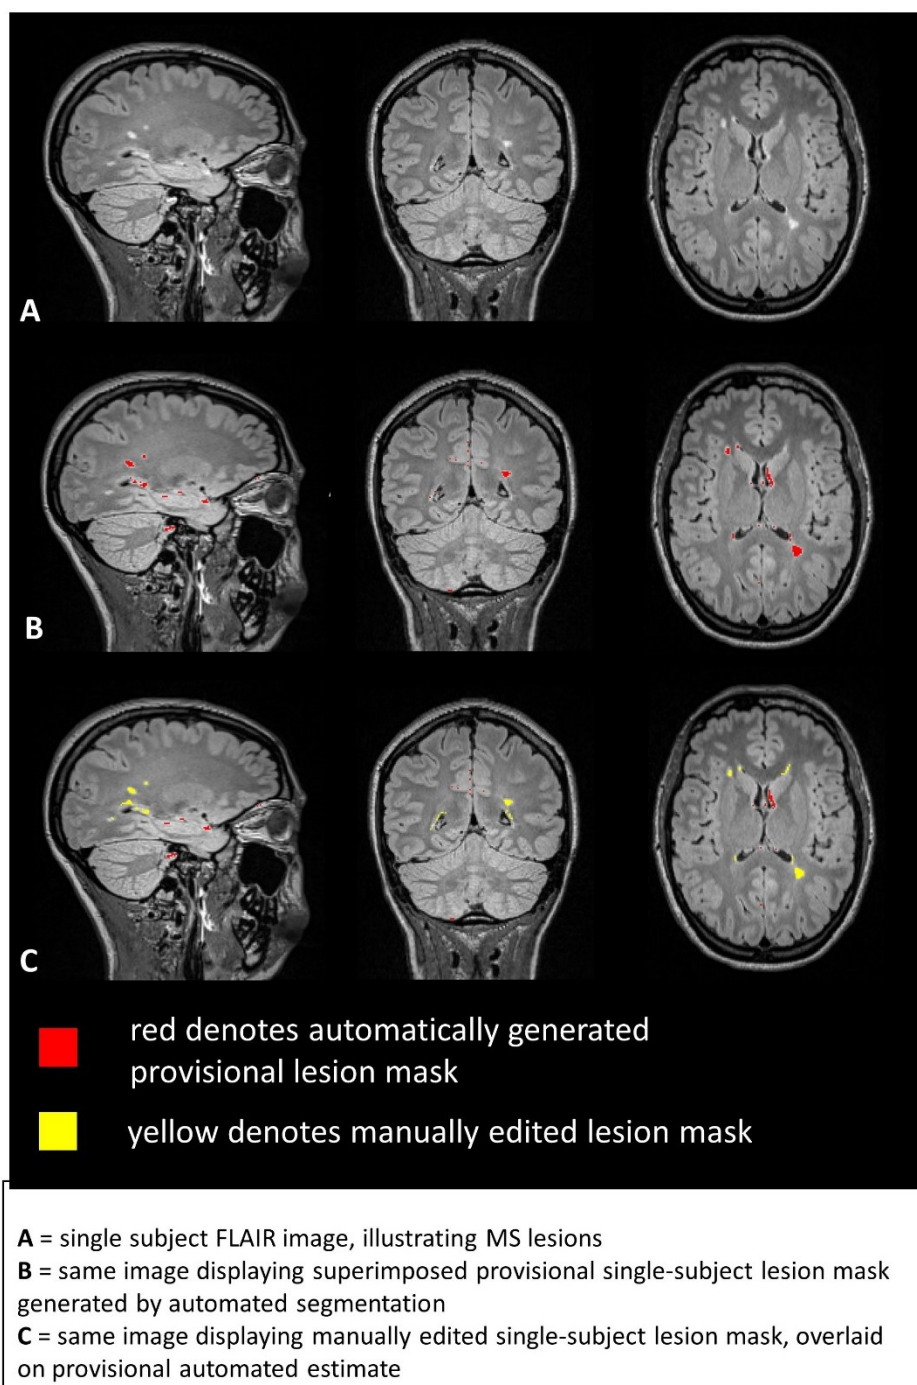 A
B
C
red denotes automatically generated
provisional lesion mask
yellow denotes manually edited lesion mask
A = single subject FLAIR image, illustrating MS lesions
B = same image displaying superimposed provisional single-subject lesion mask
generated by automated segmentation
C = same image displaying manually edited single-subject lesion mask, overlaid
on provisional automated estimate